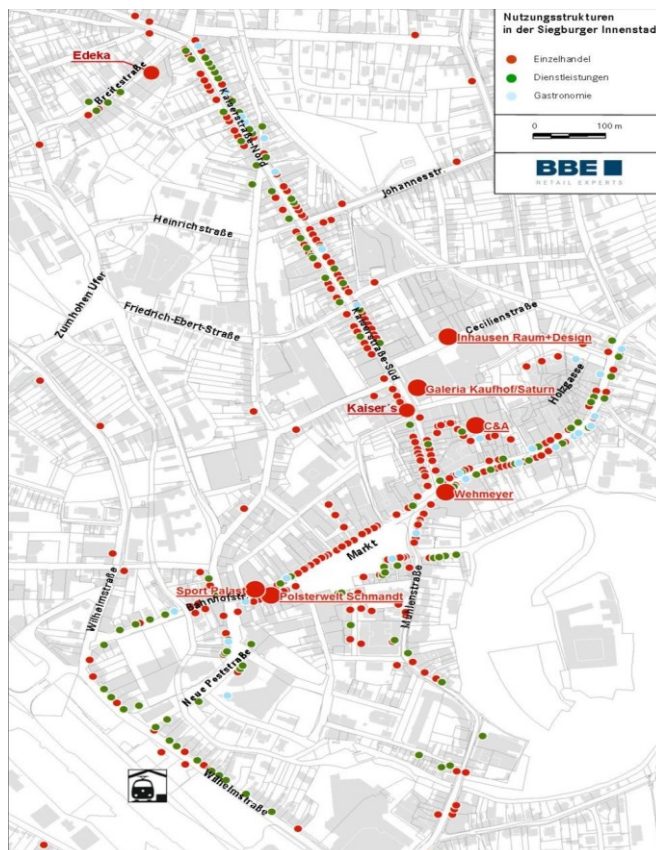 Nutzungsstrukturen
in der Siegburger Innenstad
Einzelhandel
Dienstleistungen
Gastronomie
0 100 m
BBE
RETAIL EXPERTS
Edeka
Breitestraße
Kaiserstraße-Nord
Johannesstr
Heinrichstraße
Zumhohen Ufer
Friedrich-Ebert-Straße
Cecilienstraße
Inhausen Raum+Design
Kaiserstraße-Süd
Holzgasse
Galeria Kaufhof/Saturn
Kaiser´s
C&A
Wehmeyer
Markt
Sport Palast
Bahnhofstr
Polsterwelt Schmandt
Wilhelmstraße
Mühlenstraße
Neue Poststraße
Wilhelmstraße